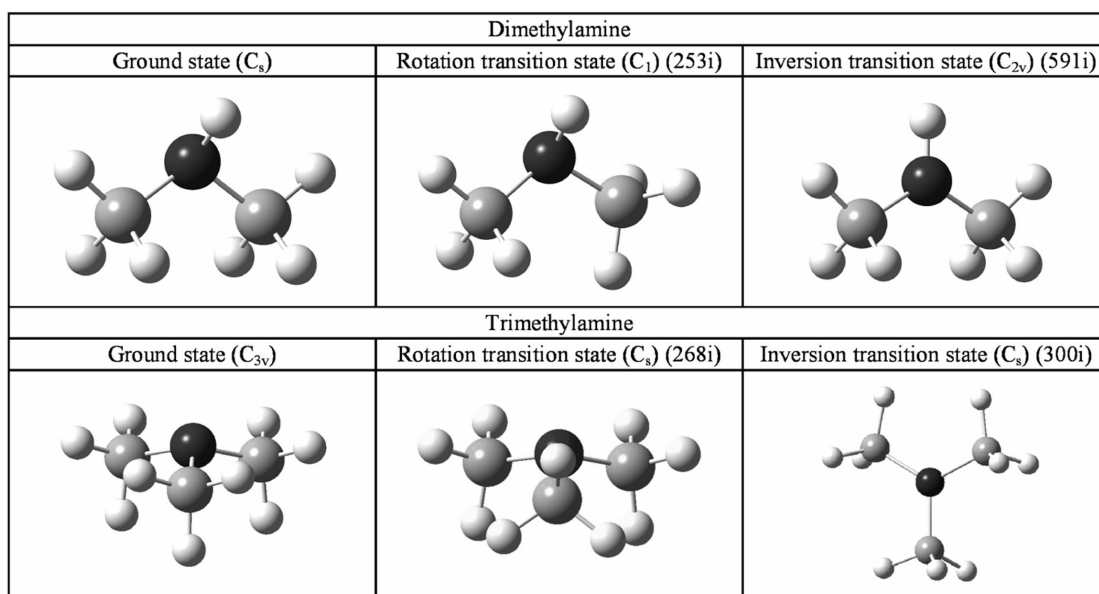 Dimethylamine
Ground state (Cₛ)
Rotation transition state (C₁) (253i)
Inversion transition state (C₂ᵥ) (591i)
Trimethylamine
Ground state (C₃ᵥ)
Rotation transition state (Cₛ) (268i)
Inversion transition state (Cₛ) (300i)